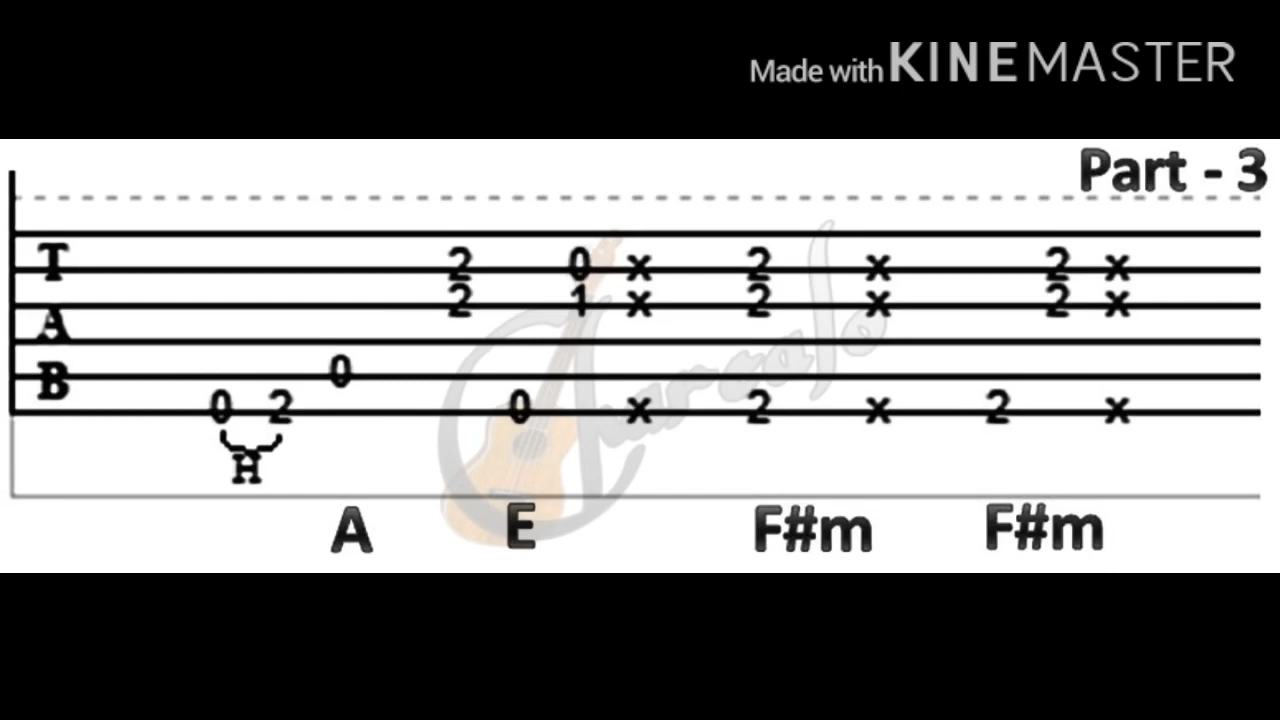 Made with KINEMASTER
Part - 3
T 2 0 x 2 x 2 x
A 2 1 x 2 x 2 x
B 0
0 2 0 x 2 x 2 x
H
A E F#m F#m